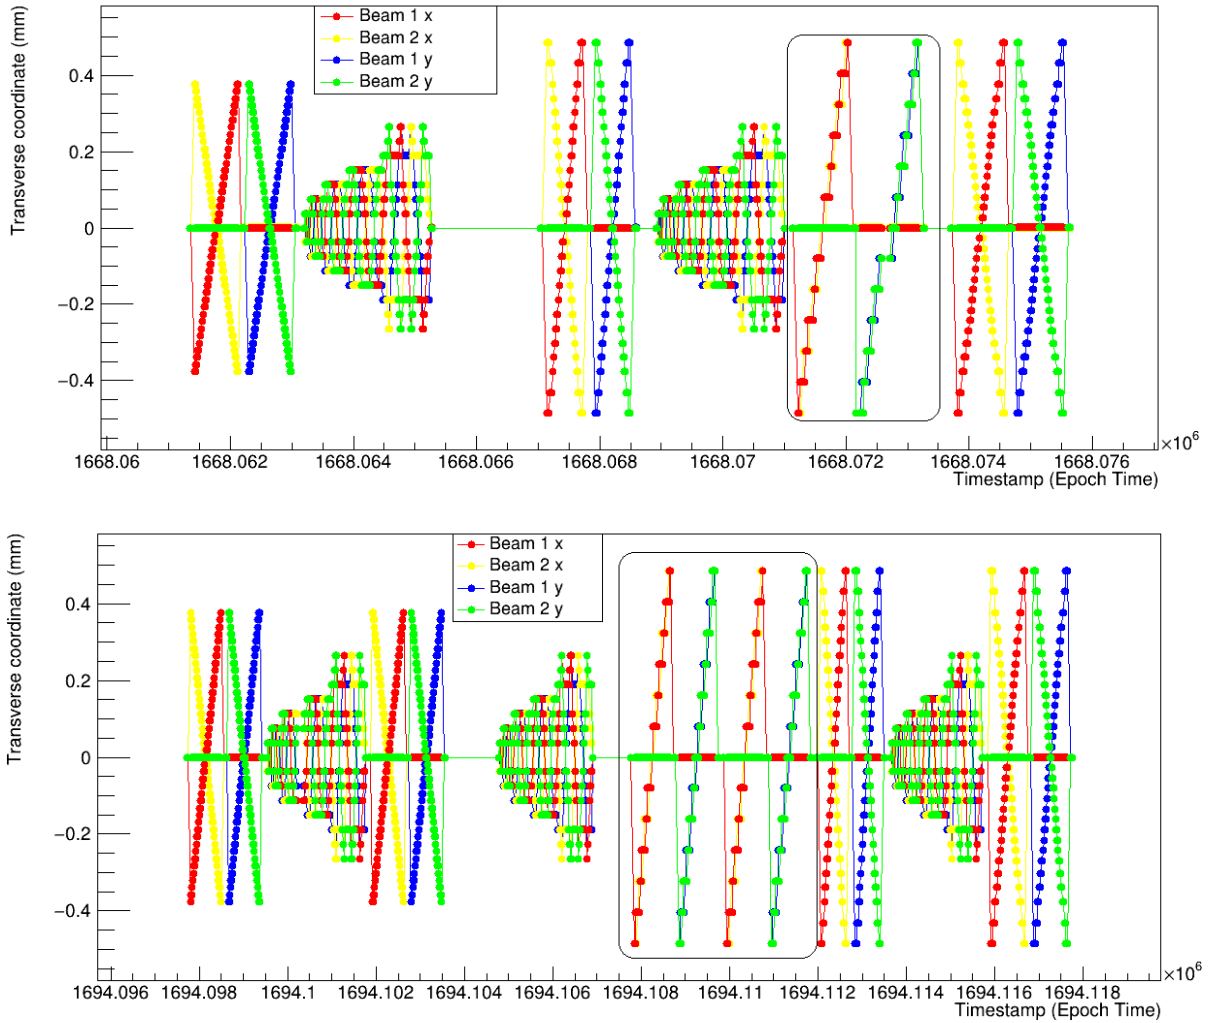 Transverse coordinate (mm)
Beam 1 x
Beam 2 x
Beam 1 y
Beam 2 y
0.4
0.2
0
−0.2
−0.4
1668.06 1668.062 1668.064 1668.066 1668.068 1668.07 1668.072 1668.074 1668.076
×10^6
Timestamp (Epoch Time)
Transverse coordinate (mm)
Beam 1 x
Beam 2 x
Beam 1 y
Beam 2 y
0.4
0.2
0
−0.2
−0.4
1694.096 1694.098 1694.1 1694.102 1694.104 1694.106 1694.108 1694.11 1694.112 1694.114 1694.116 1694.118
×10^6
Timestamp (Epoch Time)